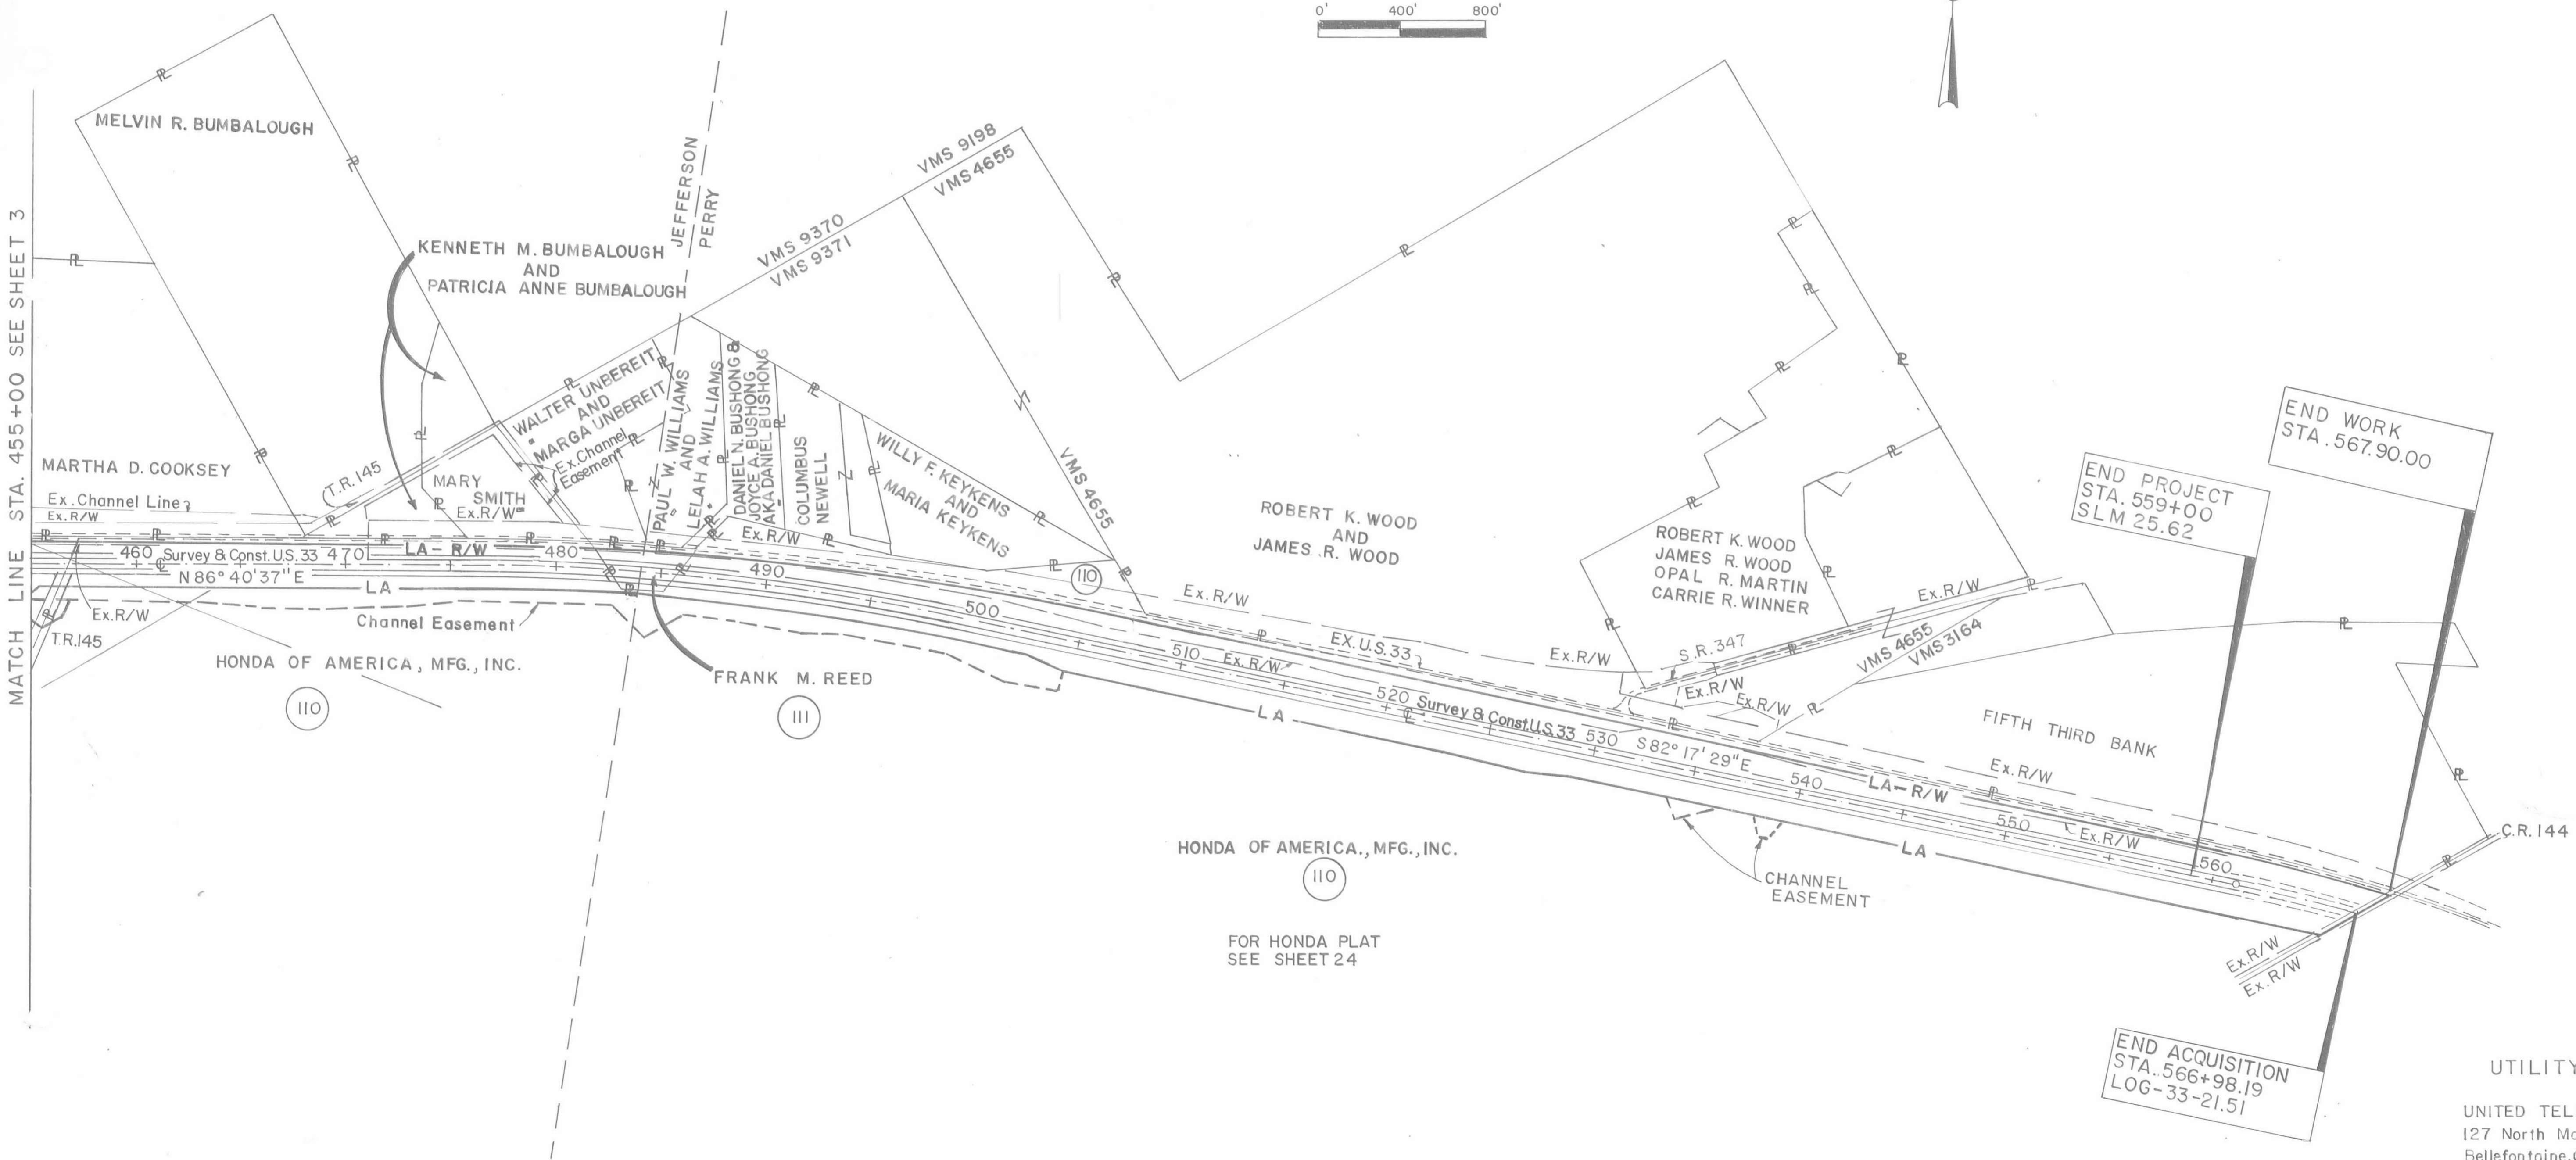 0' 400' 800'
MATCH LINE STA. 455+00 SEE SHEET 3
MELVIN R. BUMBALOUGH
KENNETH M. BUMBALOUGH
AND
PATRICIA ANNE BUMBALOUGH
JEFFERSON
PERRY
VMS 9370
VMS 9371
VMS 9198
VMS 4655
VMS 4655
MARTHA D. COOKSEY
Ex. Channel Line
Ex. R/W
T.R. 145
MARY
SMITH
Ex. R/W
WALTER UNBEREIT
AND
MARGA UNBEREIT
Ex. Channel
Easement
PAUL W. WILLIAMS
AND
LELAH A. WILLIAMS
DANIEL N. BUSHONG &
JOYCE A. BUSHONG
AKA DANIEL BUSHONG
COLUMBUS
NEWELL
WILLY F. KEYKENS
AND
MARIA KEYKENS
Ex. R/W
460 Survey & Const. U.S. 33 470
LA - R/W
480
490
500
510
Ex. R/W
520
Survey & Const. U.S. 33
530
S 82° 17' 29" E
540
LA - R/W
550
Ex. R/W
560
N 86° 40' 37" E
LA
Ex. R/W
T.R. 145
Channel Easement
HONDA OF AMERICA, MFG., INC.
110
FRANK M. REED
111
110
Ex. R/W
EX. U.S. 33
Ex. R/W
ROBERT K. WOOD
AND
JAMES R. WOOD
ROBERT K. WOOD
JAMES R. WOOD
OPAL R. MARTIN
CARRIE R. WINNER
S.R. 347
Ex. R/W
Ex. R/W
Ex. R/W
VMS 4655
VMS 3164
FIFTH THIRD BANK
Ex. R/W
END PROJECT
STA. 559+00
SLM 25.62
END WORK
STA. 567.90.00
C.R. 144
LA
LA
HONDA OF AMERICA., MFG., INC.
110
FOR HONDA PLAT
SEE SHEET 24
CHANNEL
EASEMENT
Ex. R/W
Ex. R/W
END ACQUISITION
STA. 566+98.19
LOG-33-21.51
UTILITY
UNITED TEL
127 North Ma
Bellefontaine,